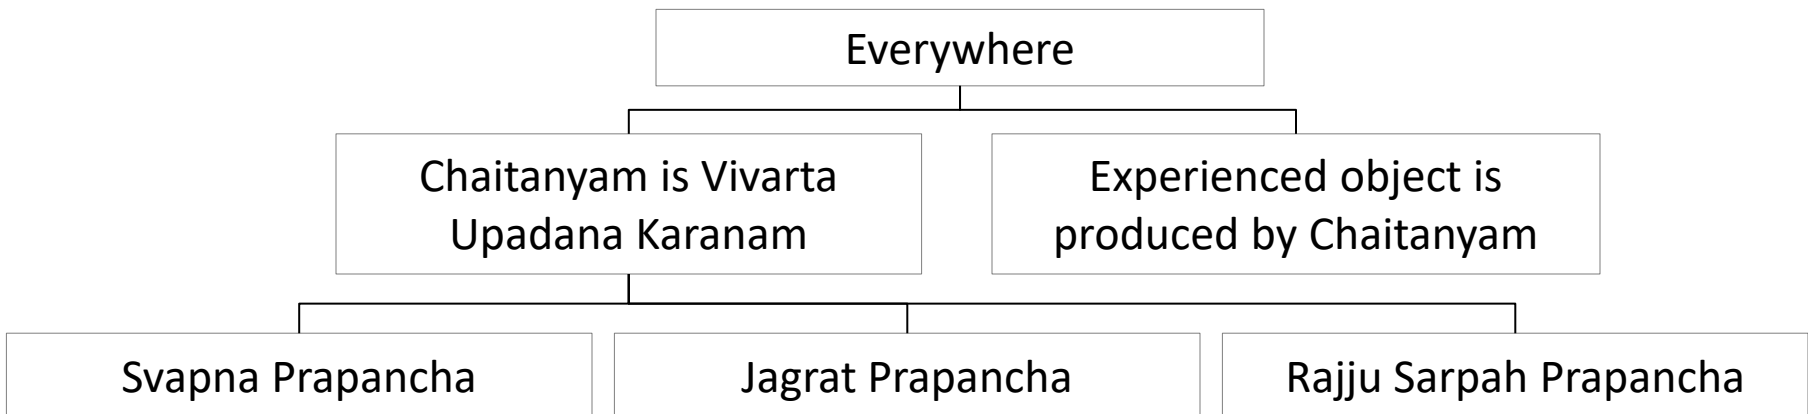 Everywhere
Chaitanyam is Vivarta
Upadana Karanam
Experienced object is
produced by Chaitanyam
Svapna Prapancha
Jagrat Prapancha
Rajju Sarpah Prapancha